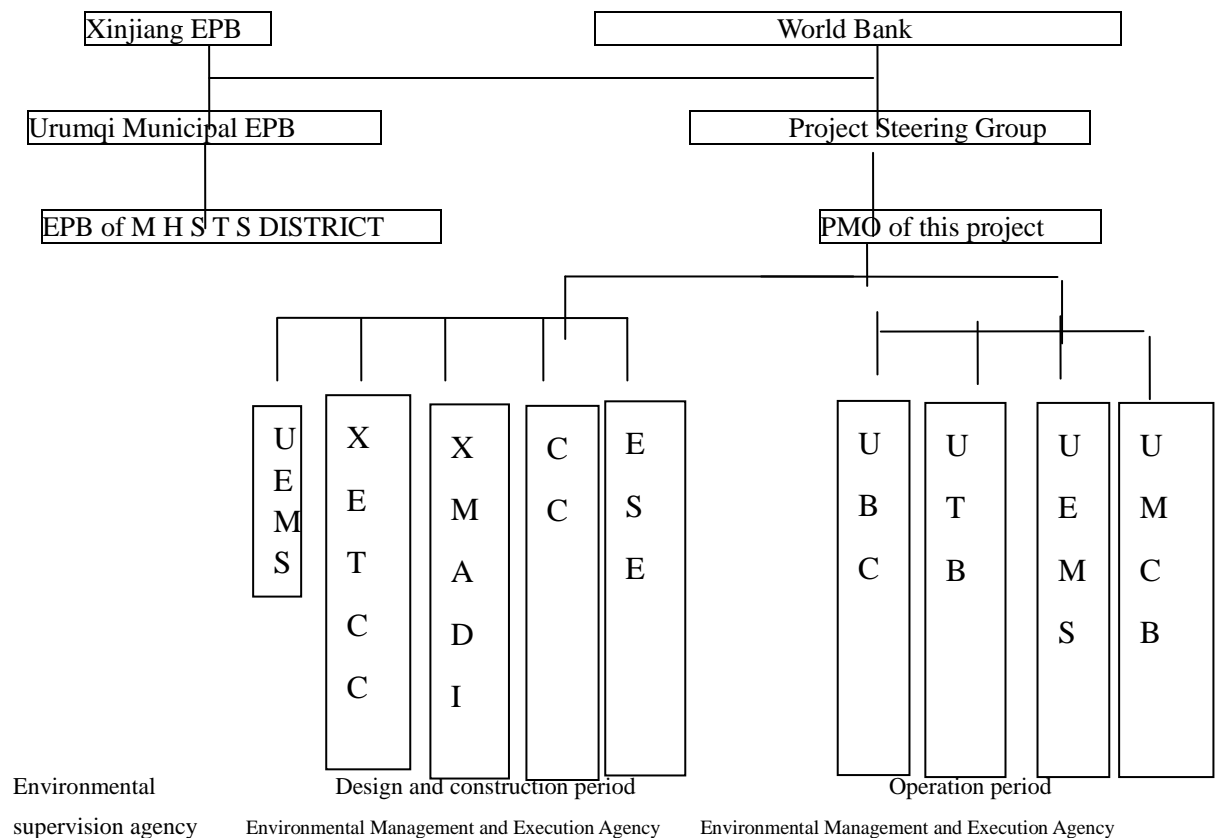 Xinjiang EPB
World Bank
Urumqi Municipal EPB
Project Steering Group
EPB of M H S T S DISTRICT
PMO of this project
UEMS
XETCC
XMADI
CC
ESE
UBC
UTB
UEMS
UMCB
Environmental
supervision agency
Design and construction period
Environmental Management and Execution Agency
Operation period
Environmental Management and Execution Agency